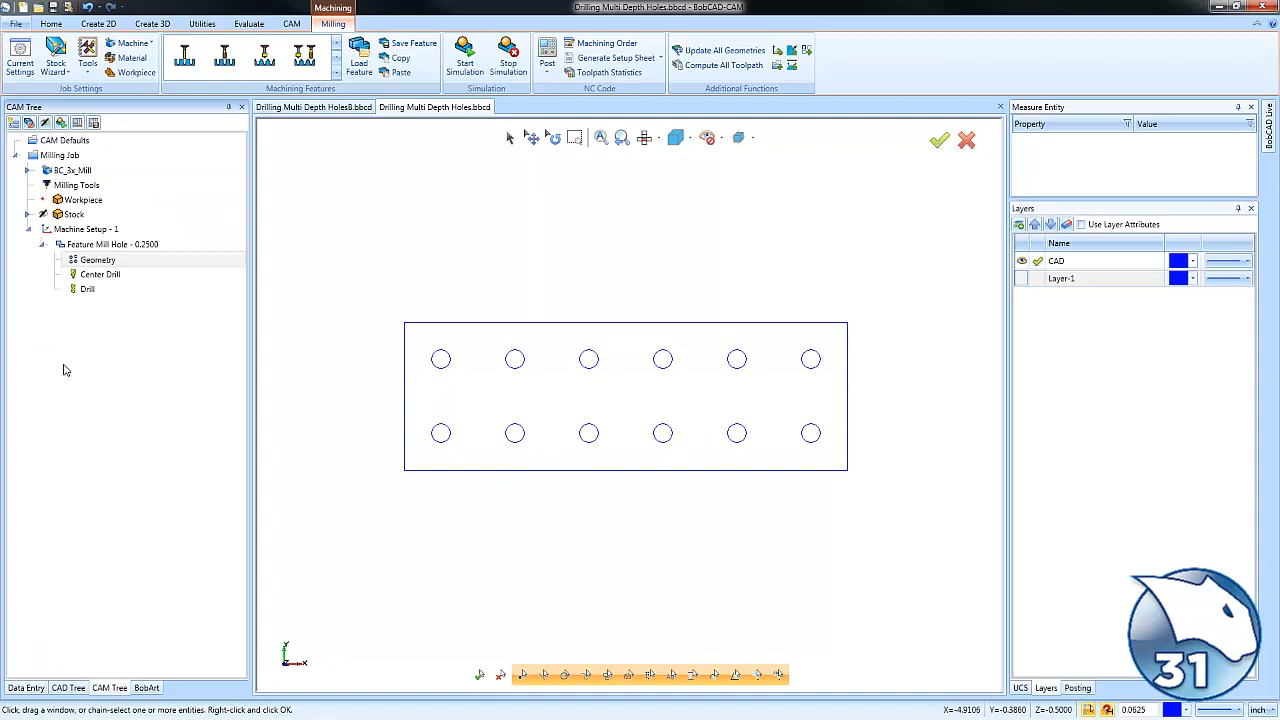 Machining
Drilling Multi Depth Holes.bbcd - BobCAD-CAM
File Home Create 2D Create 3D Utilities Evaluate CAM Milling
Current Settings
Stock Wizard
Tools
Machine
Material
Workpiece
Job Settings
Load Feature
Save Feature
Copy
Paste
Machining Features
Start Simulation
Stop Simulation
Simulation
Post
Machining Order
Generate Setup Sheet
Toolpath Statistics
NC Code
Update All Geometries
Compute All Toolpath
Additional Functions
CAM Tree
Drilling Multi Depth Holes8.bbcd Drilling Multi Depth Holes.bbcd
CAM Defaults
Milling Job
BC_3x_Mill
Milling Tools
Workpiece
Stock
Machine Setup - 1
Feature Mill Hole - 0.2500
Geometry
Center Drill
Drill
Measure Entity
Property Value
BobCAD Live
Layers
Use Layer Attributes
Name
CAD
Layer-1
Y
X
31
Data Entry CAD Tree CAM Tree BobArt
UCS Layers Posting
Click, drag a window, or chain-select one or more entities. Right-click and click OK.
X=-4.9106 Y=-0.3860 Z=-0.5000 0.0625 inch